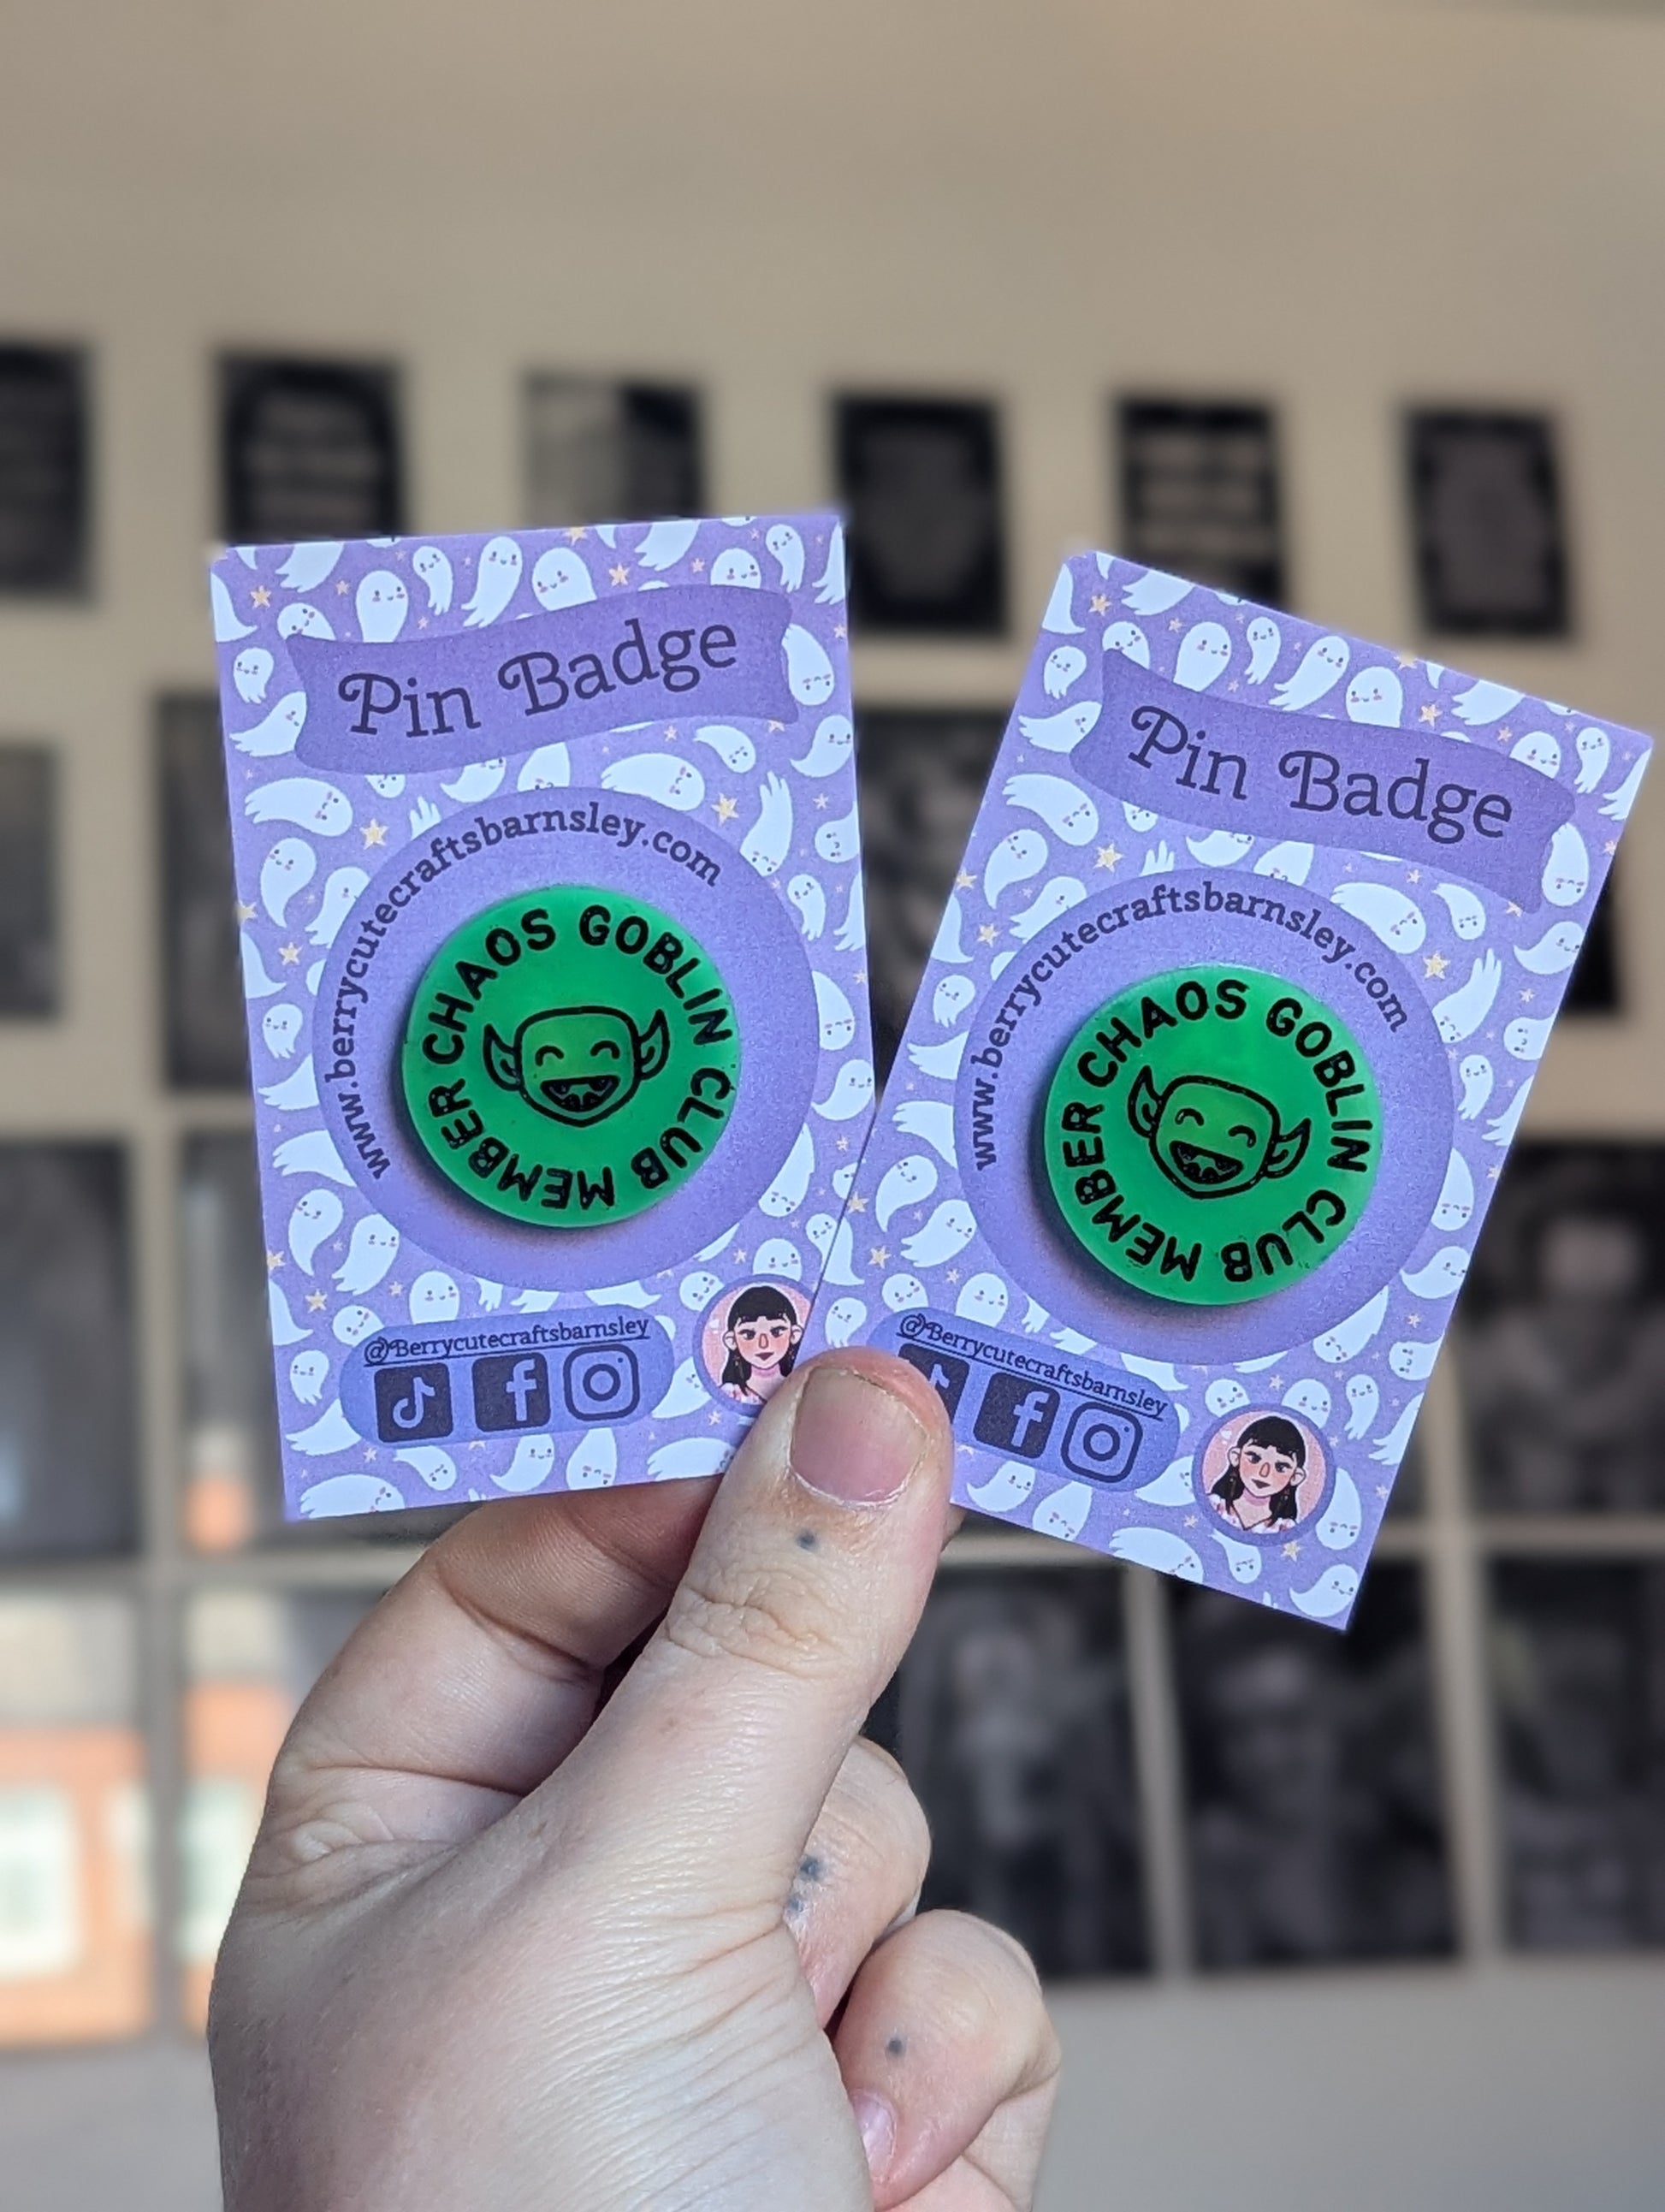 Pin Badge
www.berrycutecraftsbarnsley.com
CHAOS GOBLIN CLUB MEMBER
@Berrycutecraftsbarnsley
Pin Badge
www.berrycutecraftsbarnsley.com
CHAOS GOBLIN CLUB MEMBER
@Berrycutecraftsbarnsley